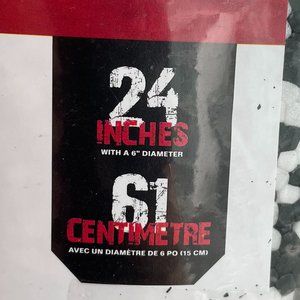 24
INCHES
WITH A 6" DIAMETER
61
CENTIMETRE
AVEC UN DIAMÈTRE DE 6 PO (15 CM)